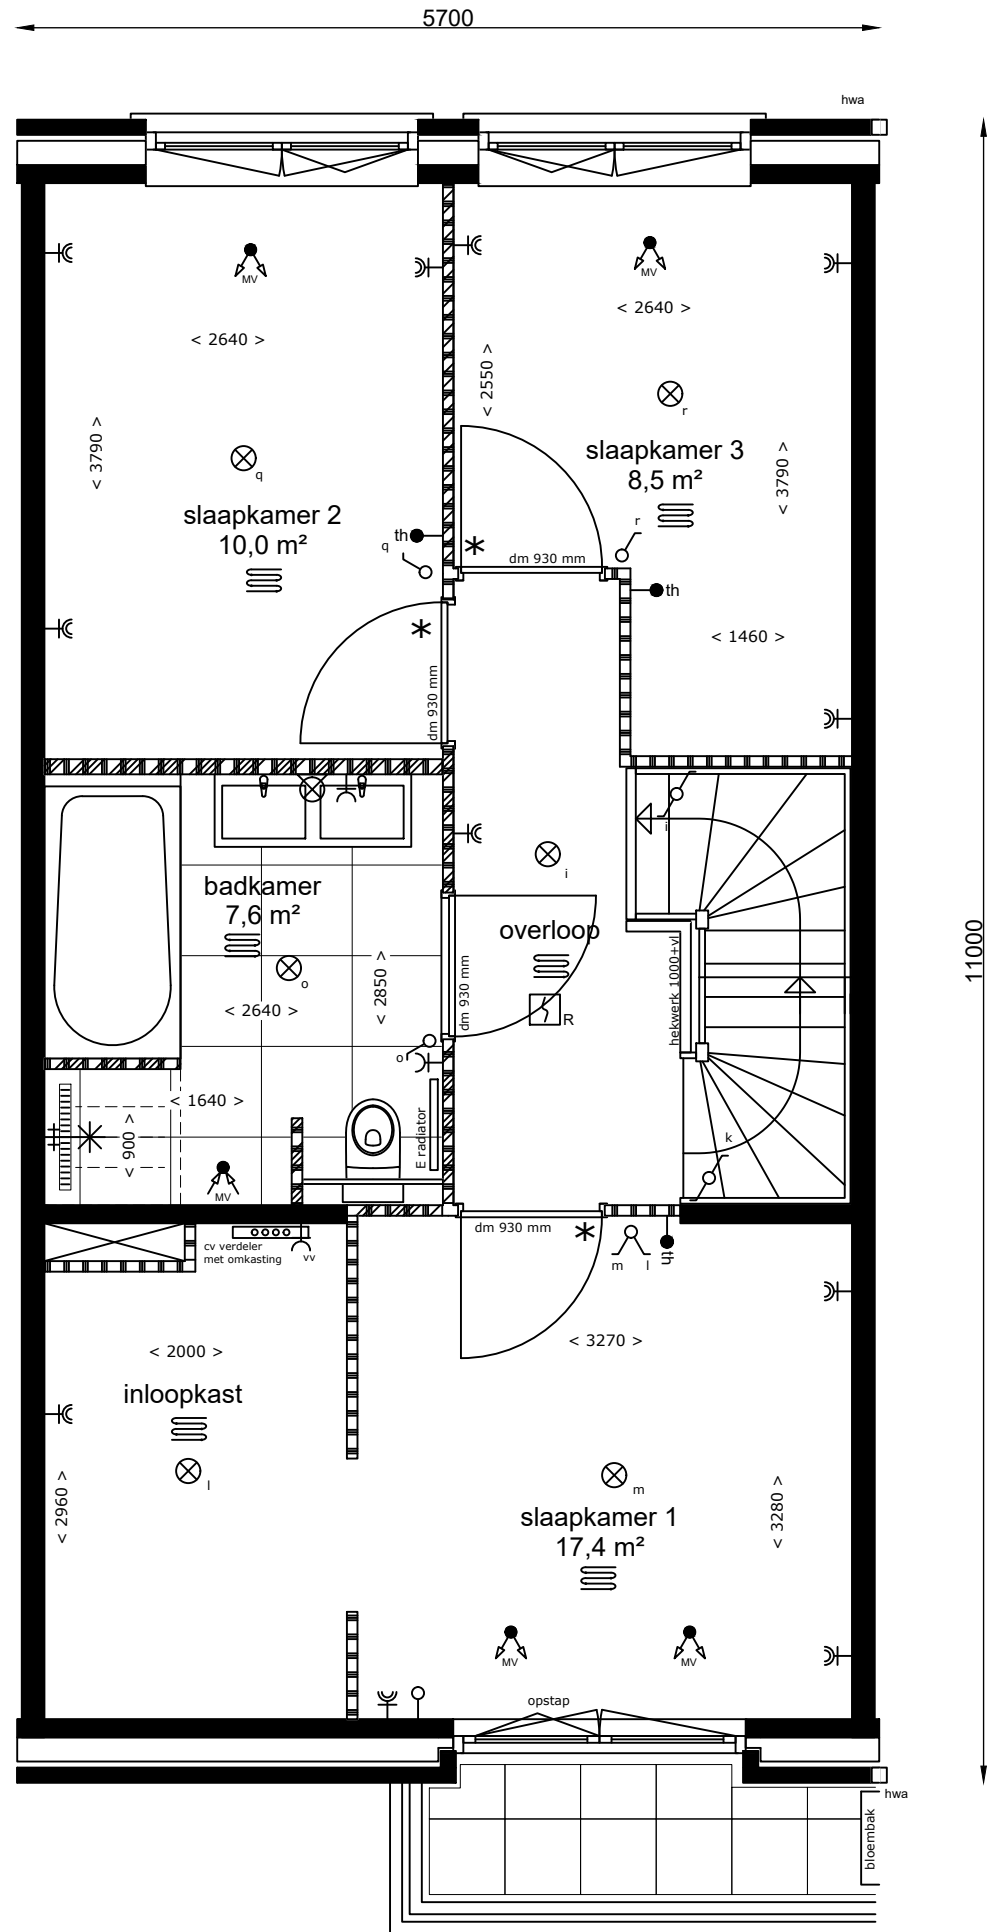 5700
hwa
MV
MV
< 2640 >
< 2640 >
< 2550 >
< 3790 >
r
slaapkamer 3
8,5 m²
< 3790 >
q
slaapkamer 2
10,0 m²
th
q
*
dm 930 mm
r
th
*
< 1460 >
dm 930 mm
i
i
badkamer
7,6 m²
overloop
o
< 2640 >
< 2850 >
dm 930 mm
R
hekwerk 1000+vl
11000
o
< 1640 >
< 900 >
E radiator
k
MV
dm 930 mm
*
m
l
th
cv verdeler
met omkasting
vv
< 2000 >
< 3270 >
inloopkast
l
< 2960 >
m
slaapkamer 1
17,4 m²
< 3280 >
MV
MV
opstap
hwa
bloembak